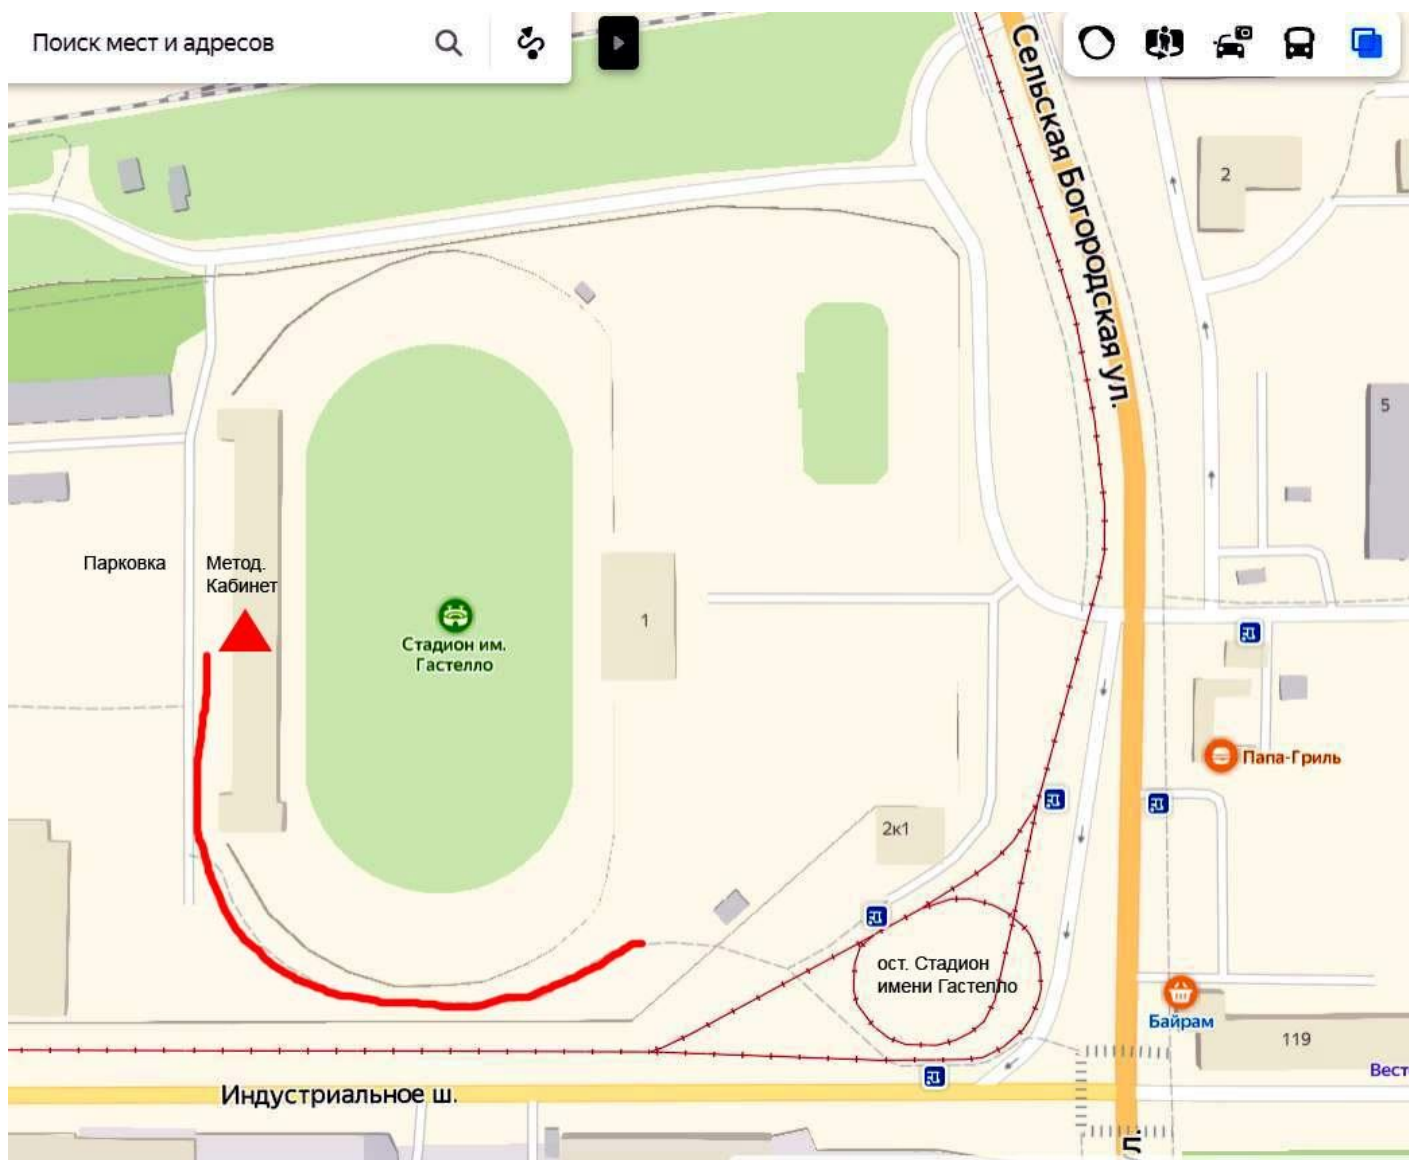 Поиск мест и адресов
Сельская Богородская ул.
2
5
Парковка
Метод.
Кабинет
1
Стадион им.
Гастелло
Папа-Гриль
2к1
ост. Стадион
имени Гастелло
Байрам
119
Вест
Индустриальное ш.